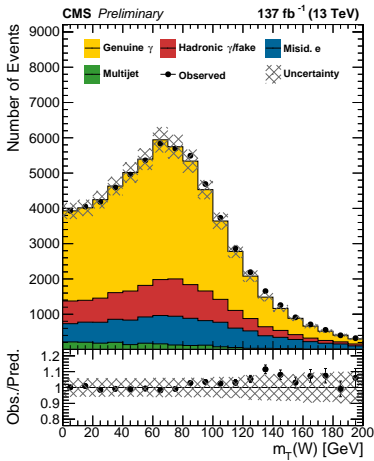 CMS Preliminary 137 fb⁻¹ (13 TeV)
Number of Events
9000
8000
7000
6000
5000
4000
3000
2000
1000
Genuine γ Hadronic γ/fake Misid. e
Multijet Observed Uncertainty
Obs./Pred.
1.2
1.1
1.0
0.9
0.8
0 20 40 60 80 100 120 140 160 180 200
m_T(W) [GeV]